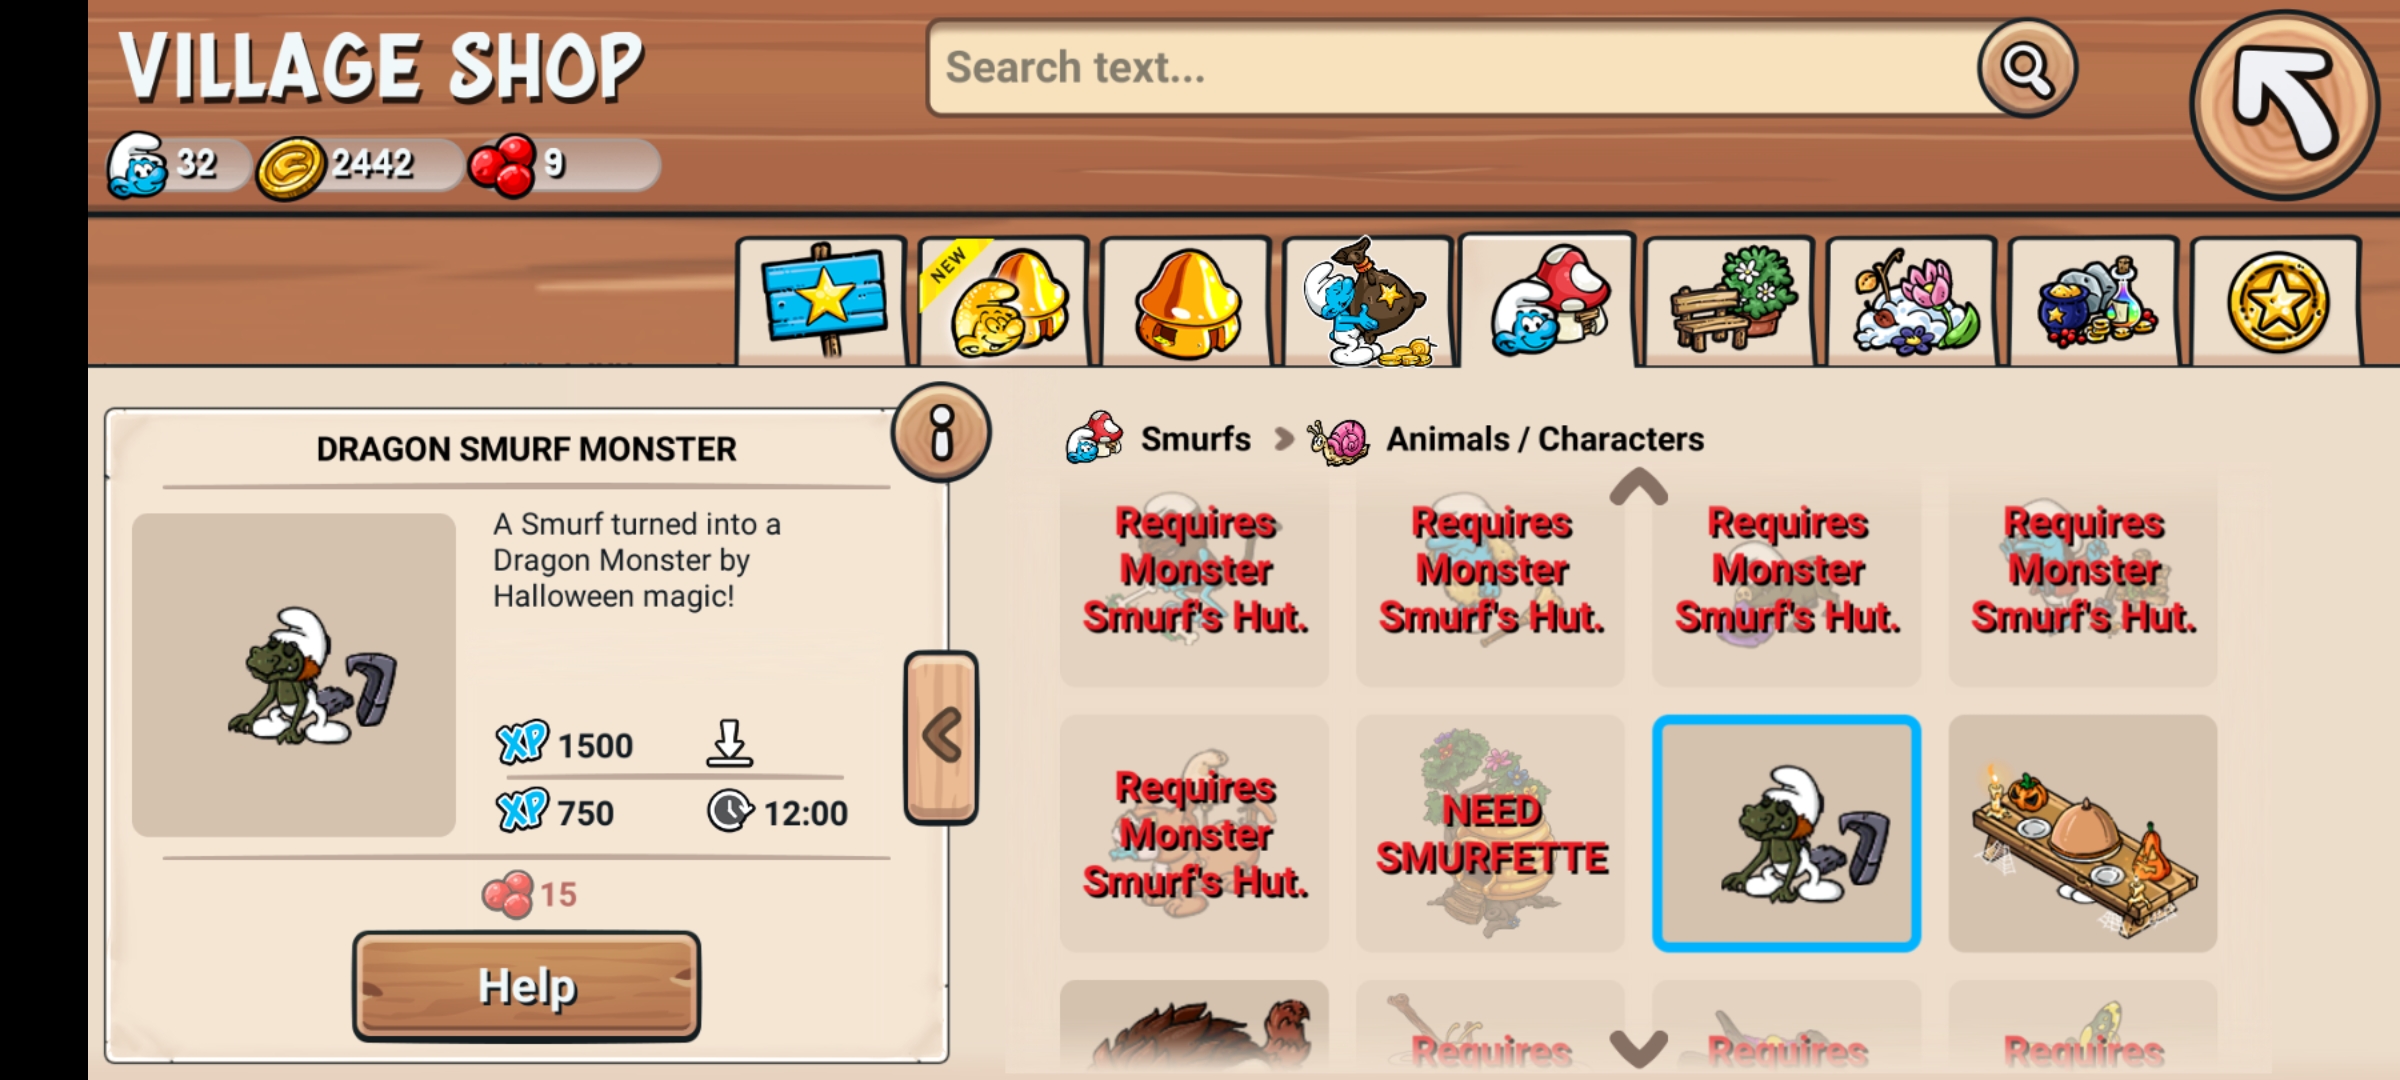 VILLAGE SHOP
Search text...
32
2442
9
NEW
DRAGON SMURF MONSTER
A Smurf turned into a
Dragon Monster by
Halloween magic!
XP 1500
XP 750
12:00
15
Help
Smurfs > Animals / Characters
Requires
Monster
Smurf's Hut.
Requires
Monster
Smurf's Hut.
Requires
Monster
Smurf's Hut.
Requires
Monster
Smurf's Hut.
Requires
Monster
Smurf's Hut.
NEED
SMURFETTE
Requires
Requires
Requires